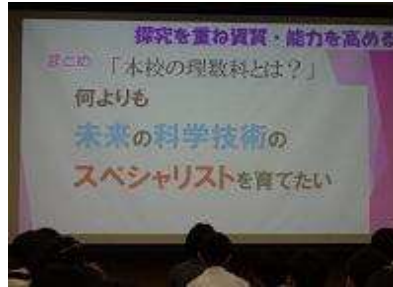 探究を重ね資質・能力を高める
まとめ 「本校の理数科とは？」
何よりも
未来の科学技術の
スペシャリストを育てたい